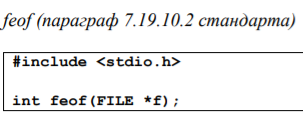 feof (параграф 7.19.10.2 стандарта)
#include <stdio.h>
int feof(FILE *f);